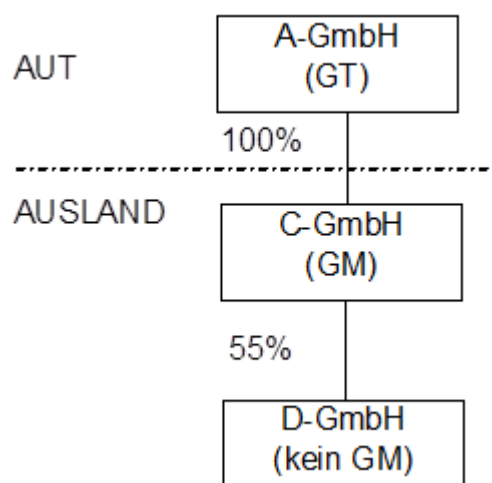 A-GmbH
(GT)
AUT
100%
AUSLAND
C-GmbH
(GM)
55%
D-GmbH
(kein GM)